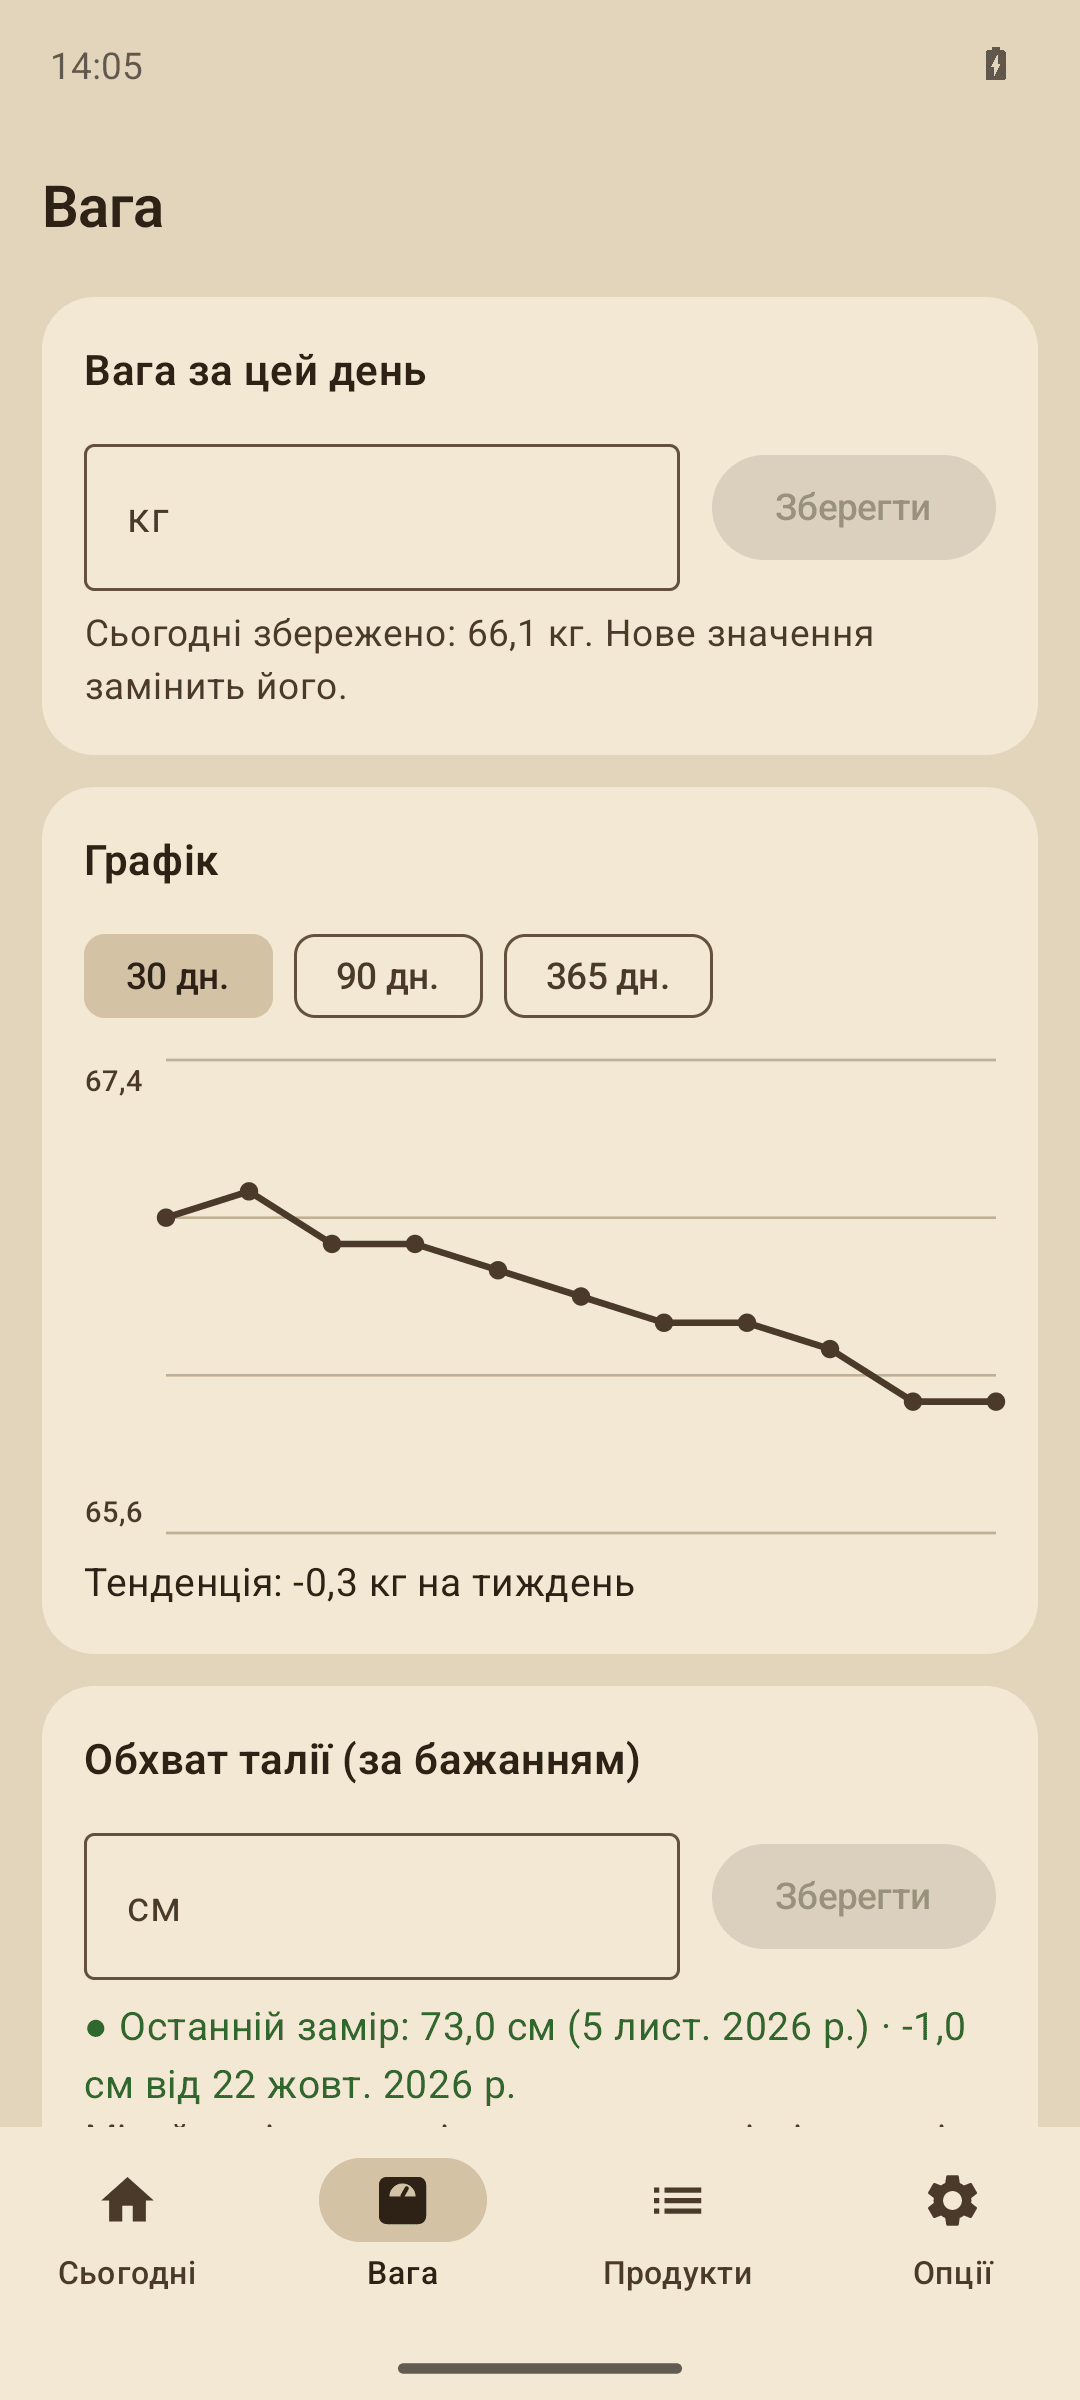 14:05
Вага
Вага за цей день
кг
Зберегти
Сьогодні збережено: 66,1 кг. Нове значення
замінить його.
Графік
30 дн.
90 дн.
365 дн.
67,4
65,6
Тенденція: -0,3 кг на тиждень
Обхват талії (за бажанням)
см
Зберегти
● Останній замір: 73,0 см (5 лист. 2026 р.) · -1,0
см від 22 жовт. 2026 р.
Сьогодні
Вага
Продукти
Опції